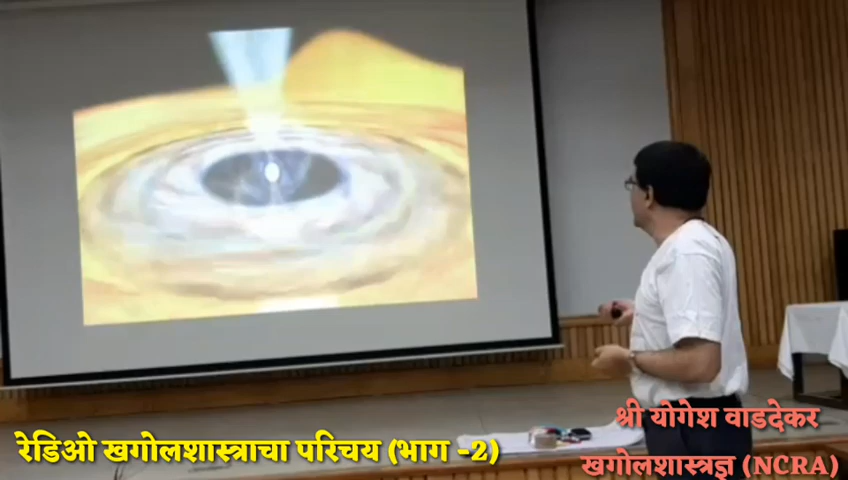 रेडिओ खगोलशास्त्राचा परिचय (भाग -2)
श्री योगेश वाडदेकर
खगोलशास्त्रज्ञ (NCRA)